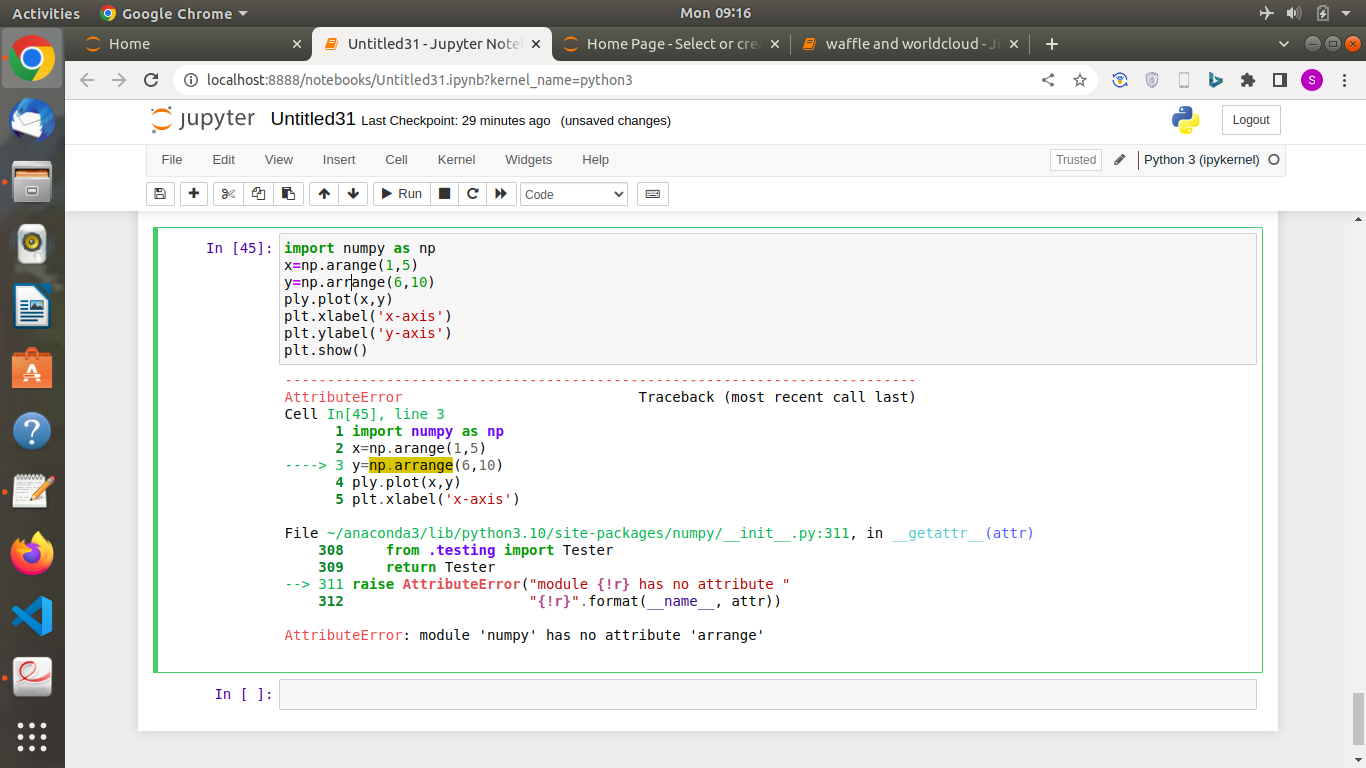 Activities
Google Chrome
Mon 09:16
Home
Untitled31 - Jupyter Note
Home Page - Select or cre
waffle and worldcloud - J
localhost:8888/notebooks/Untitled31.ipynb?kernel_name=python3
S
jupyter Untitled31 Last Checkpoint: 29 minutes ago (unsaved changes)
Logout
File Edit View Insert Cell Kernel Widgets Help
Trusted
Python 3 (ipykernel)
Run
Code
In [45]:
import numpy as np
x=np.arange(1,5)
y=np.arrange(6,10)
ply.plot(x,y)
plt.xlabel('x-axis')
plt.ylabel('y-axis')
plt.show()
---------------------------------------------------------------------------
AttributeError Traceback (most recent call last)
Cell In[45], line 3
1 import numpy as np
2 x=np.arange(1,5)
----> 3 y=np.arrange(6,10)
4 ply.plot(x,y)
5 plt.xlabel('x-axis')
File ~/anaconda3/lib/python3.10/site-packages/numpy/__init__.py:311, in __getattr__(attr)
308 from .testing import Tester
309 return Tester
--> 311 raise AttributeError("module {!r} has no attribute "
312 "{!r}".format(__name__, attr))
AttributeError: module 'numpy' has no attribute 'arrange'
In [ ]: